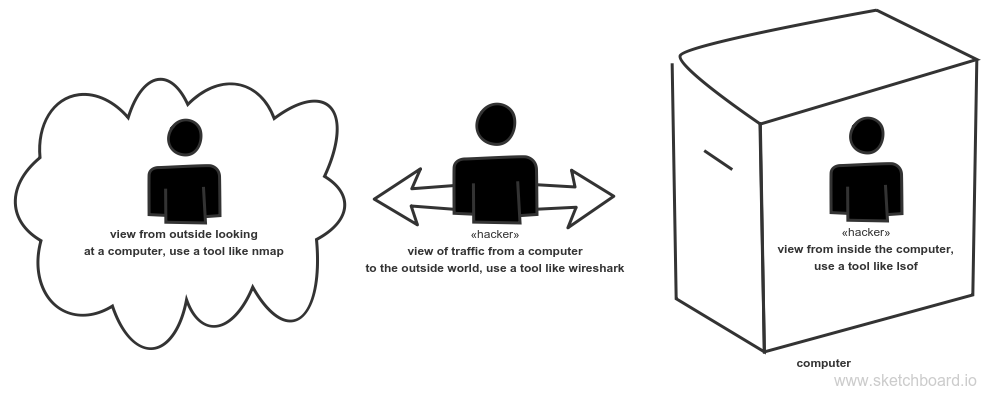 view from outside looking
at a computer, use a tool like nmap
«hacker»
view of traffic from a computer
to the outside world, use a tool like wireshark
«hacker»
view from inside the computer,
use a tool like lsof
computer
www.sketchboard.io